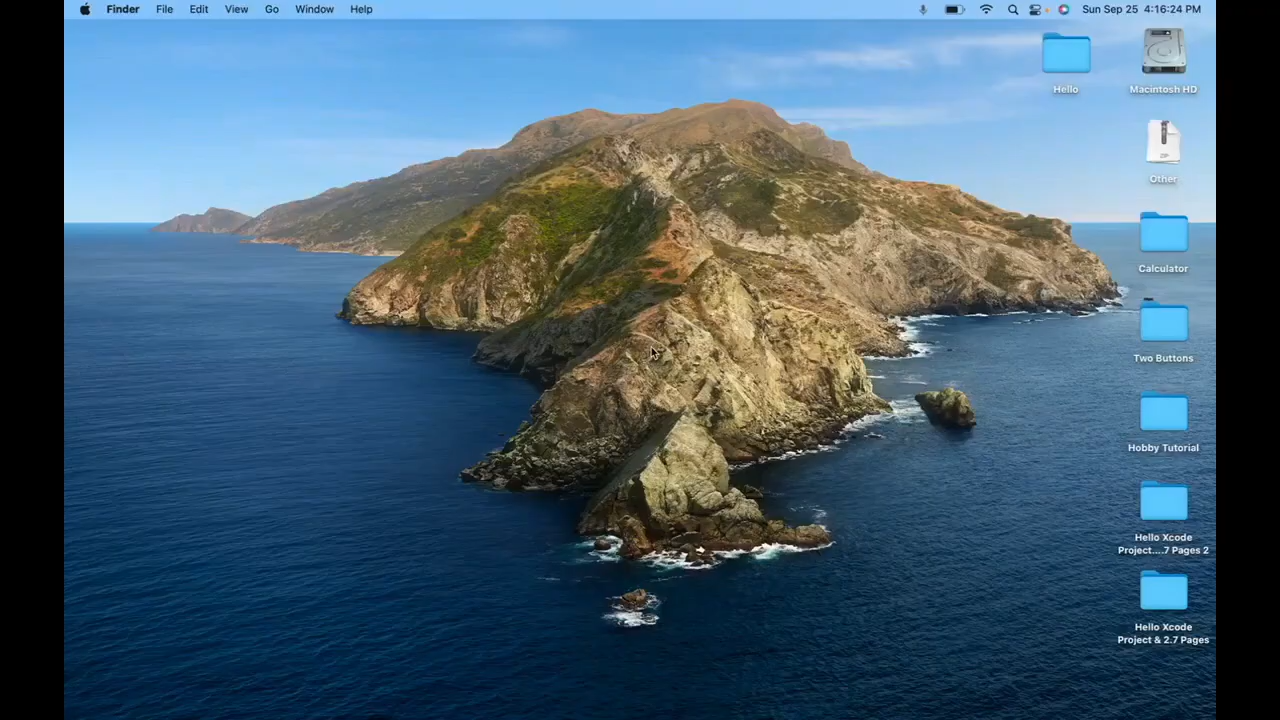 Finder File Edit View Go Window Help Sun Sep 25 4:16:24 PM
Hello
Macintosh HD
ZIP
Other
Calculator
Two Buttons
Hobby Tutorial
Hello Xcode
Project....7 Pages 2
Hello Xcode
Project & 2.7 Pages